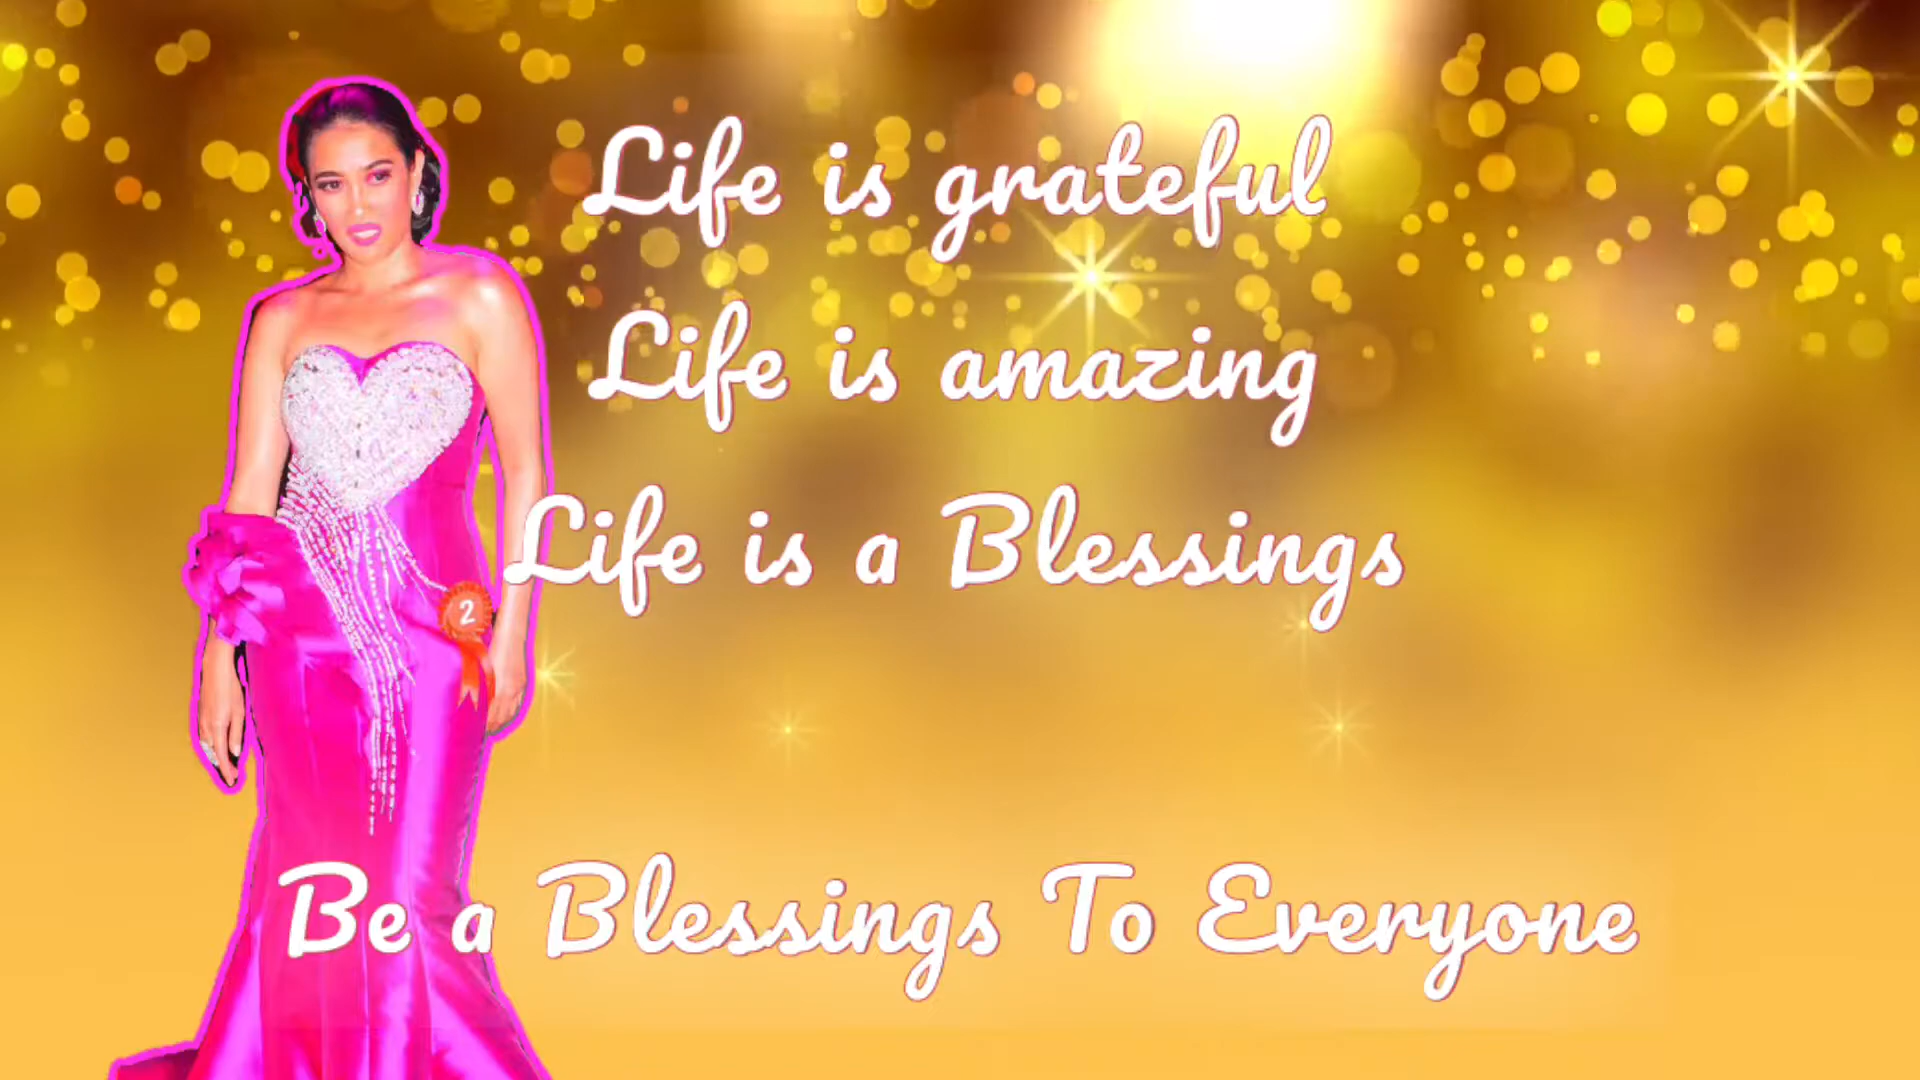 Life is grateful
Life is amazing
Life is a Blessings
2
Be a Blessings To Everyone